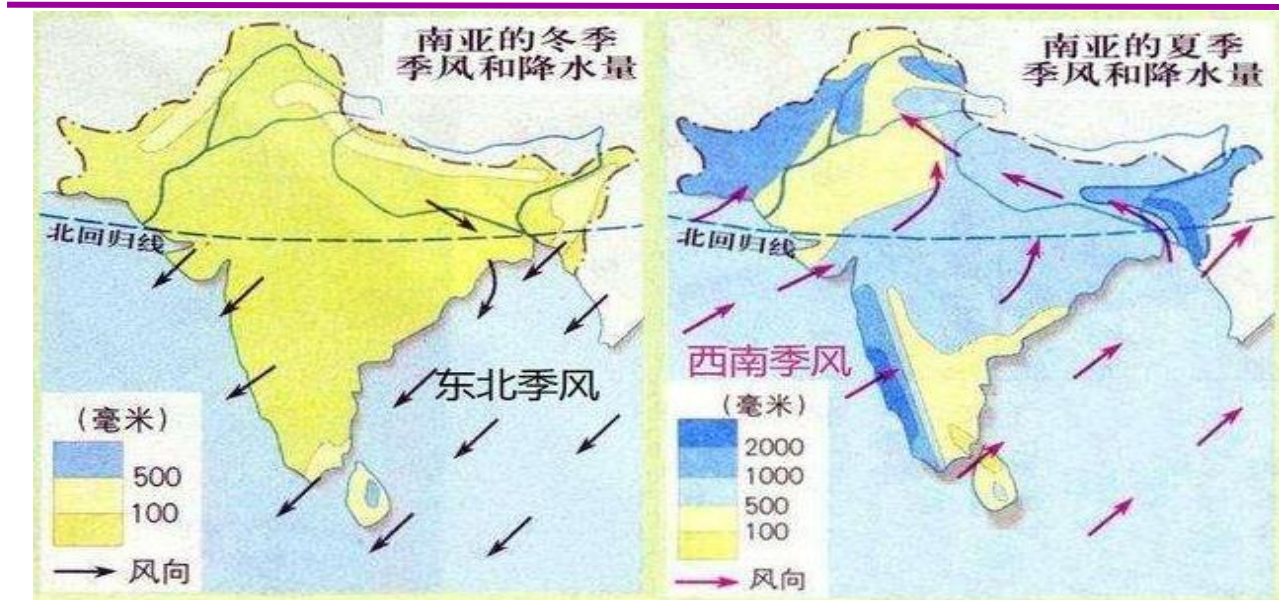 南亚的冬季
季风和降水量
北回归线
东北季风
(毫米)
500
100
风向
南亚的夏季
季风和降水量
北回归线
西南季风
(毫米)
2000
1000
500
100
风向